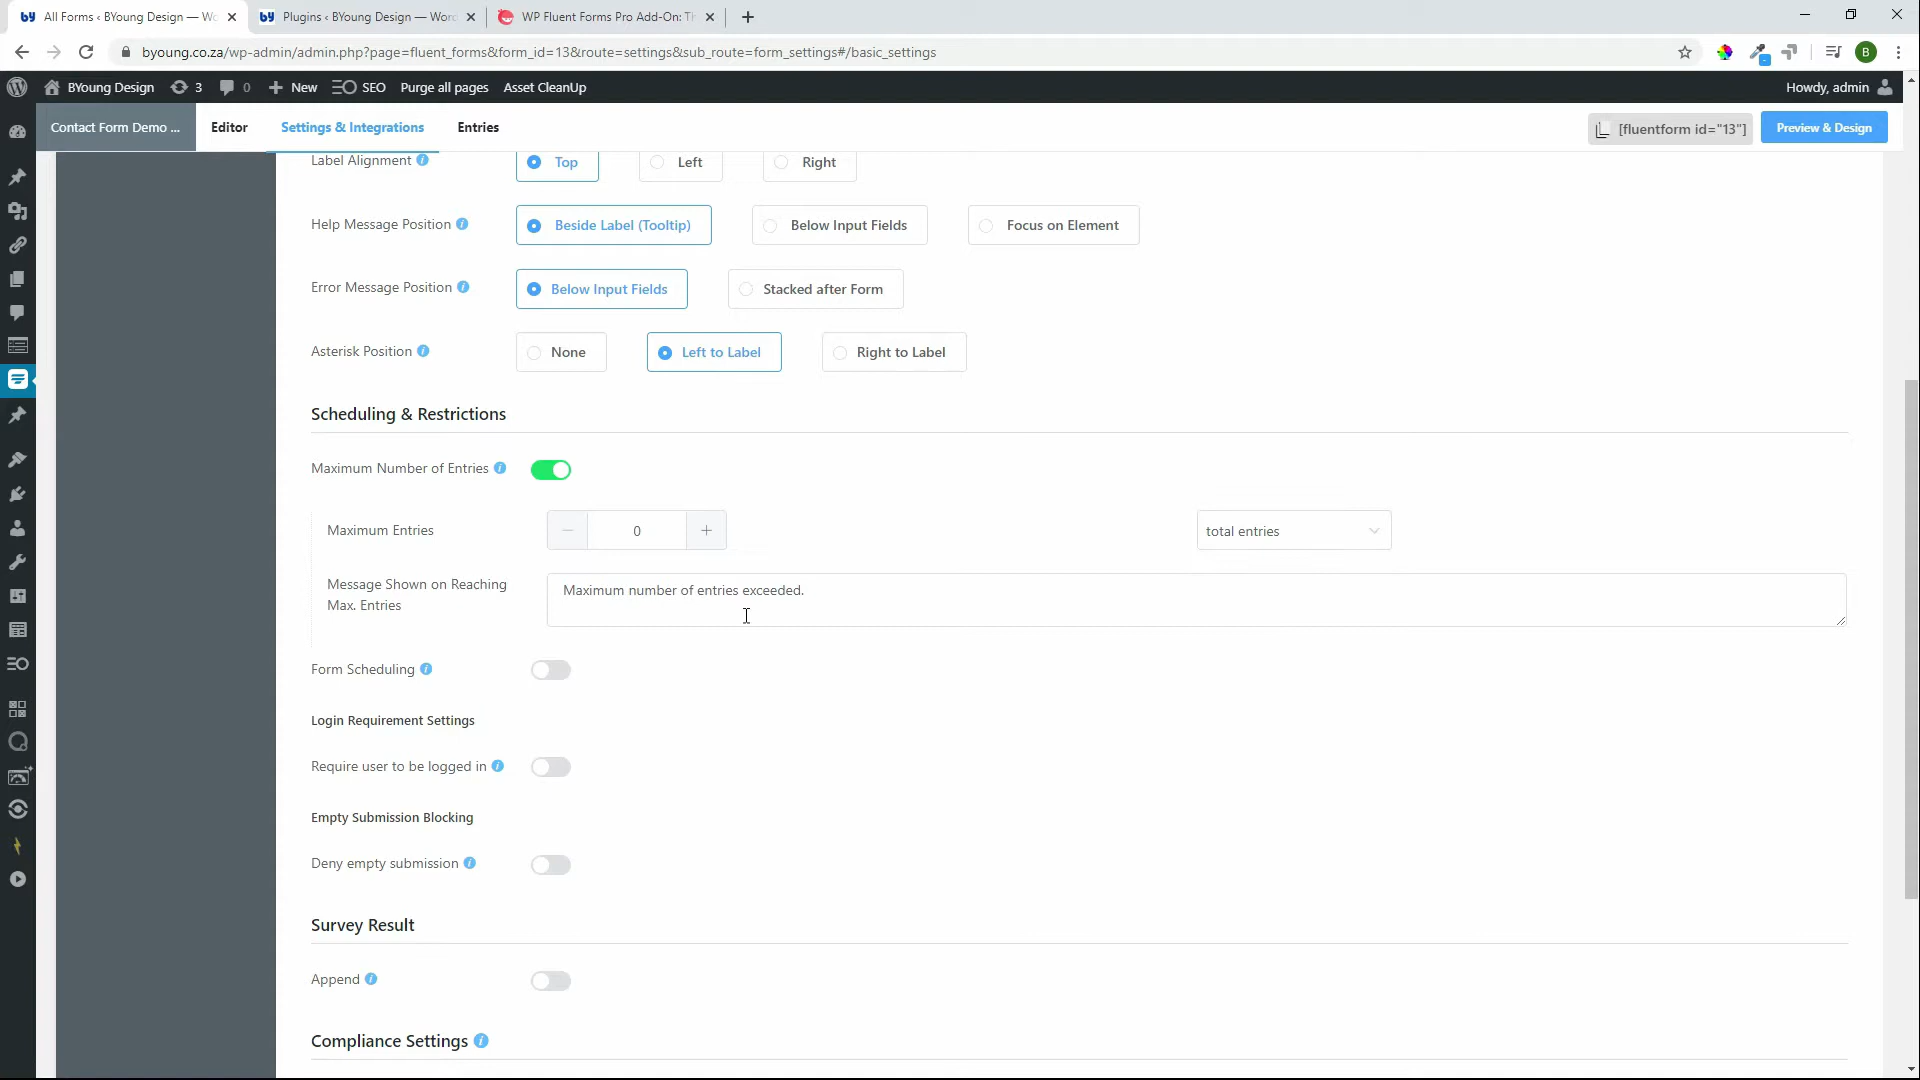 All Forms ‹ BYoung Design — Wo
Plugins ‹ BYoung Design — Word
WP Fluent Forms Pro Add-On: Th
byoung.co.za/wp-admin/admin.php?page=fluent_forms&form_id=13&route=settings&sub_route=form_settings#/basic_settings
B
BYoung Design
3
0
New
SEO
Purge all pages
Asset CleanUp
Howdy, admin
Contact Form Demo ...
Editor
Settings & Integrations
Entries
[fluentform id="13"]
Preview & Design
Label Alignment
Top
Left
Right
Help Message Position
Beside Label (Tooltip)
Below Input Fields
Focus on Element
Error Message Position
Below Input Fields
Stacked after Form
Asterisk Position
None
Left to Label
Right to Label
Scheduling & Restrictions
Maximum Number of Entries
Maximum Entries
0
total entries
Message Shown on Reaching
Max. Entries
Maximum number of entries exceeded.
Form Scheduling
Login Requirement Settings
Require user to be logged in
Empty Submission Blocking
Deny empty submission
Survey Result
Append
Compliance Settings